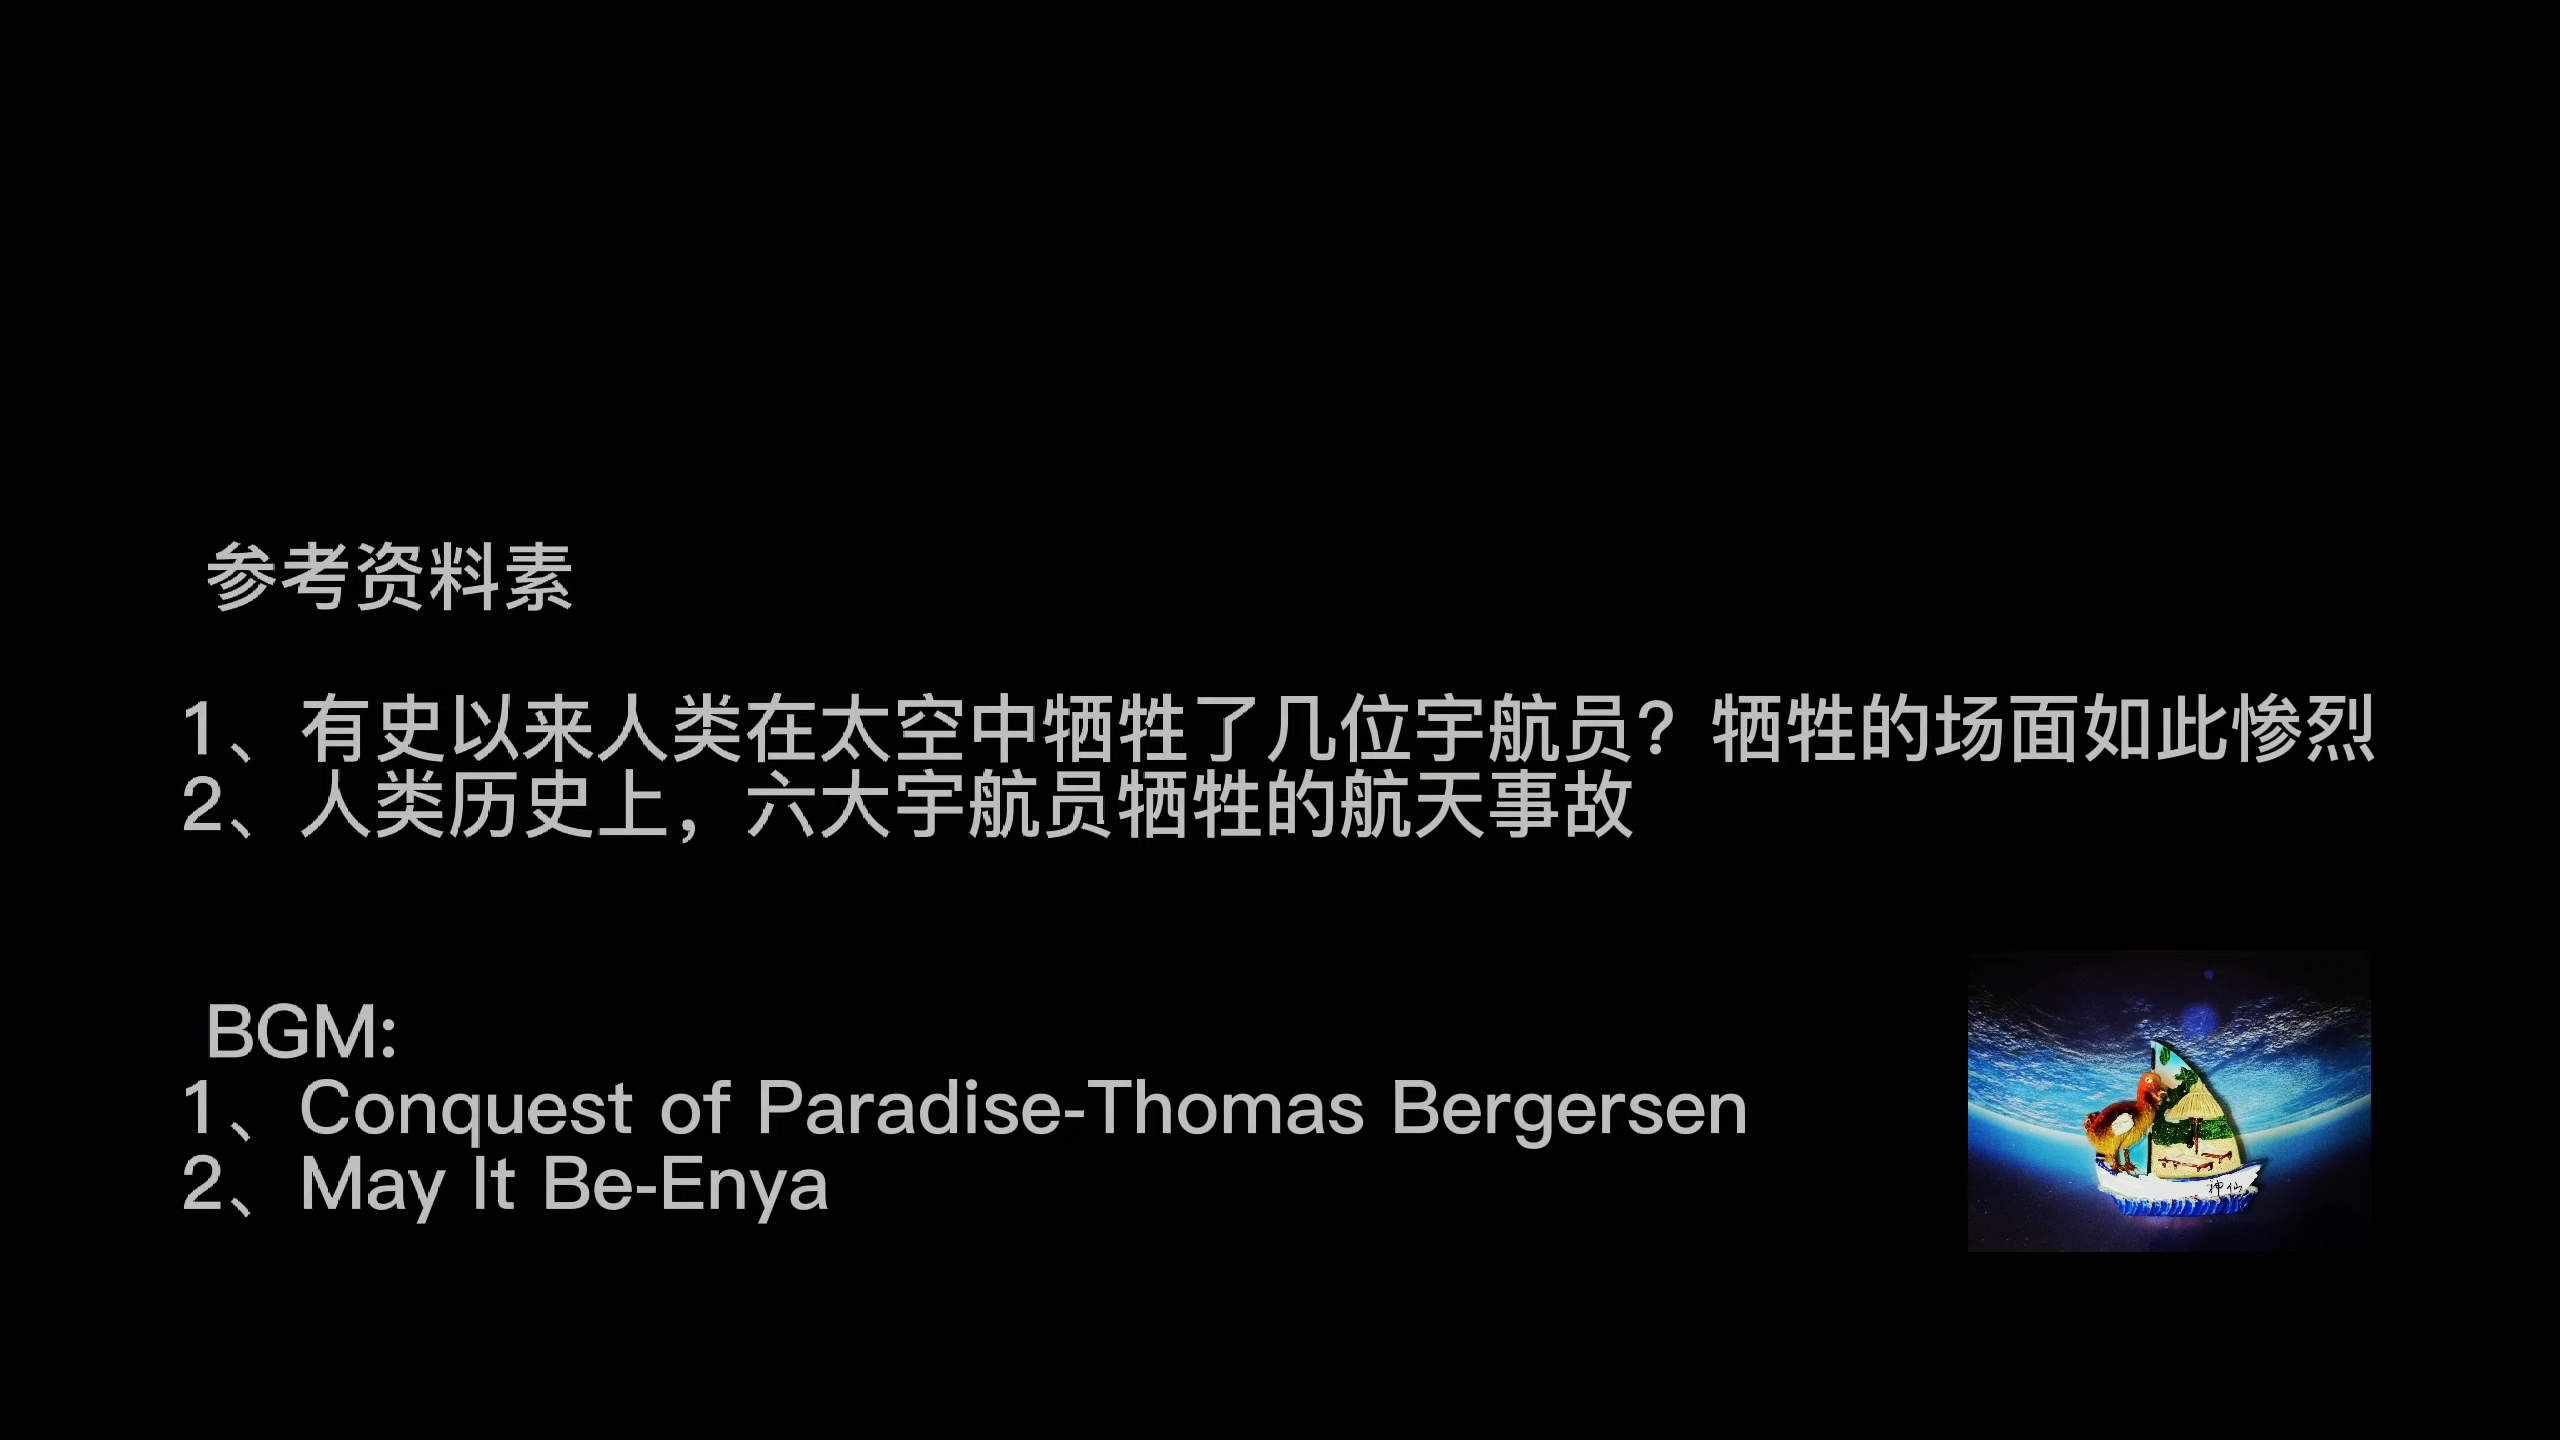 参考资料素
1、有史以来人类在太空中牺牲了几位宇航员？牺牲的场面如此惨烈
2、人类历史上，六大宇航员牺牲的航天事故
BGM:
1、Conquest of Paradise-Thomas Bergersen
2、May It Be-Enya
神仙